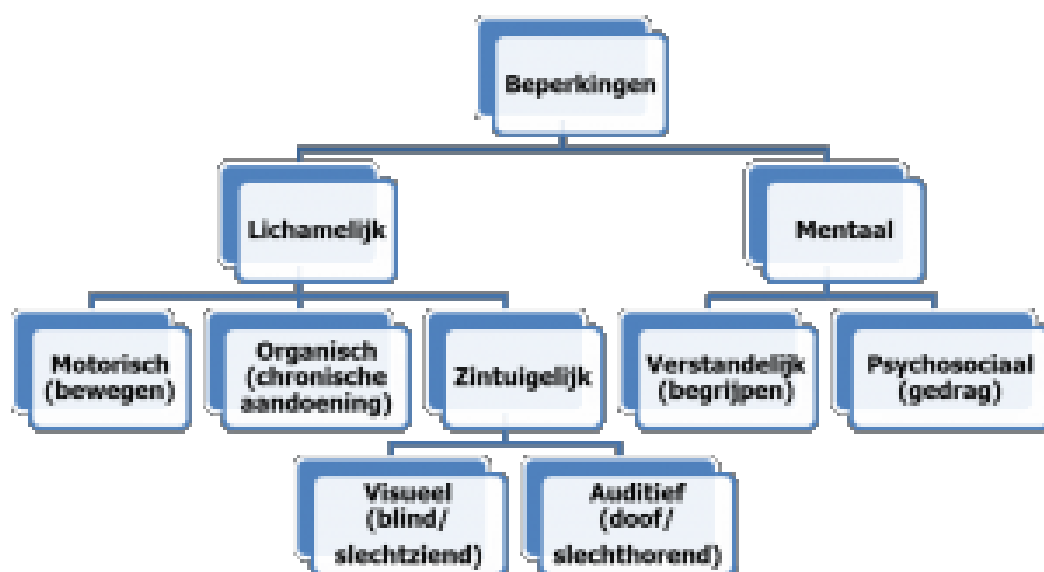 Beperkingen
Lichamelijk
Mentaal
Motorisch
(bewegen)
Organisch
(chronische
aandoening)
Zintuigelijk
Verstandelijk
(begrijpen)
Psychosociaal
(gedrag)
Visueel
(blind/
slechtziend)
Auditief
(doof/
slechthorend)